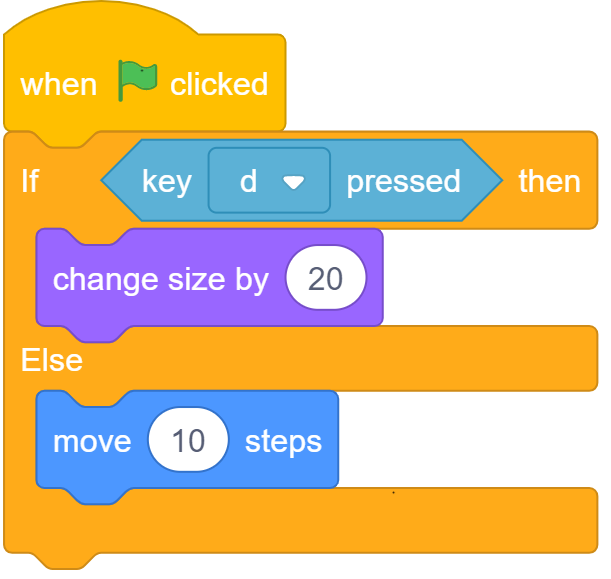 when clicked
If key d pressed then
change size by 20
Else
move 10 steps